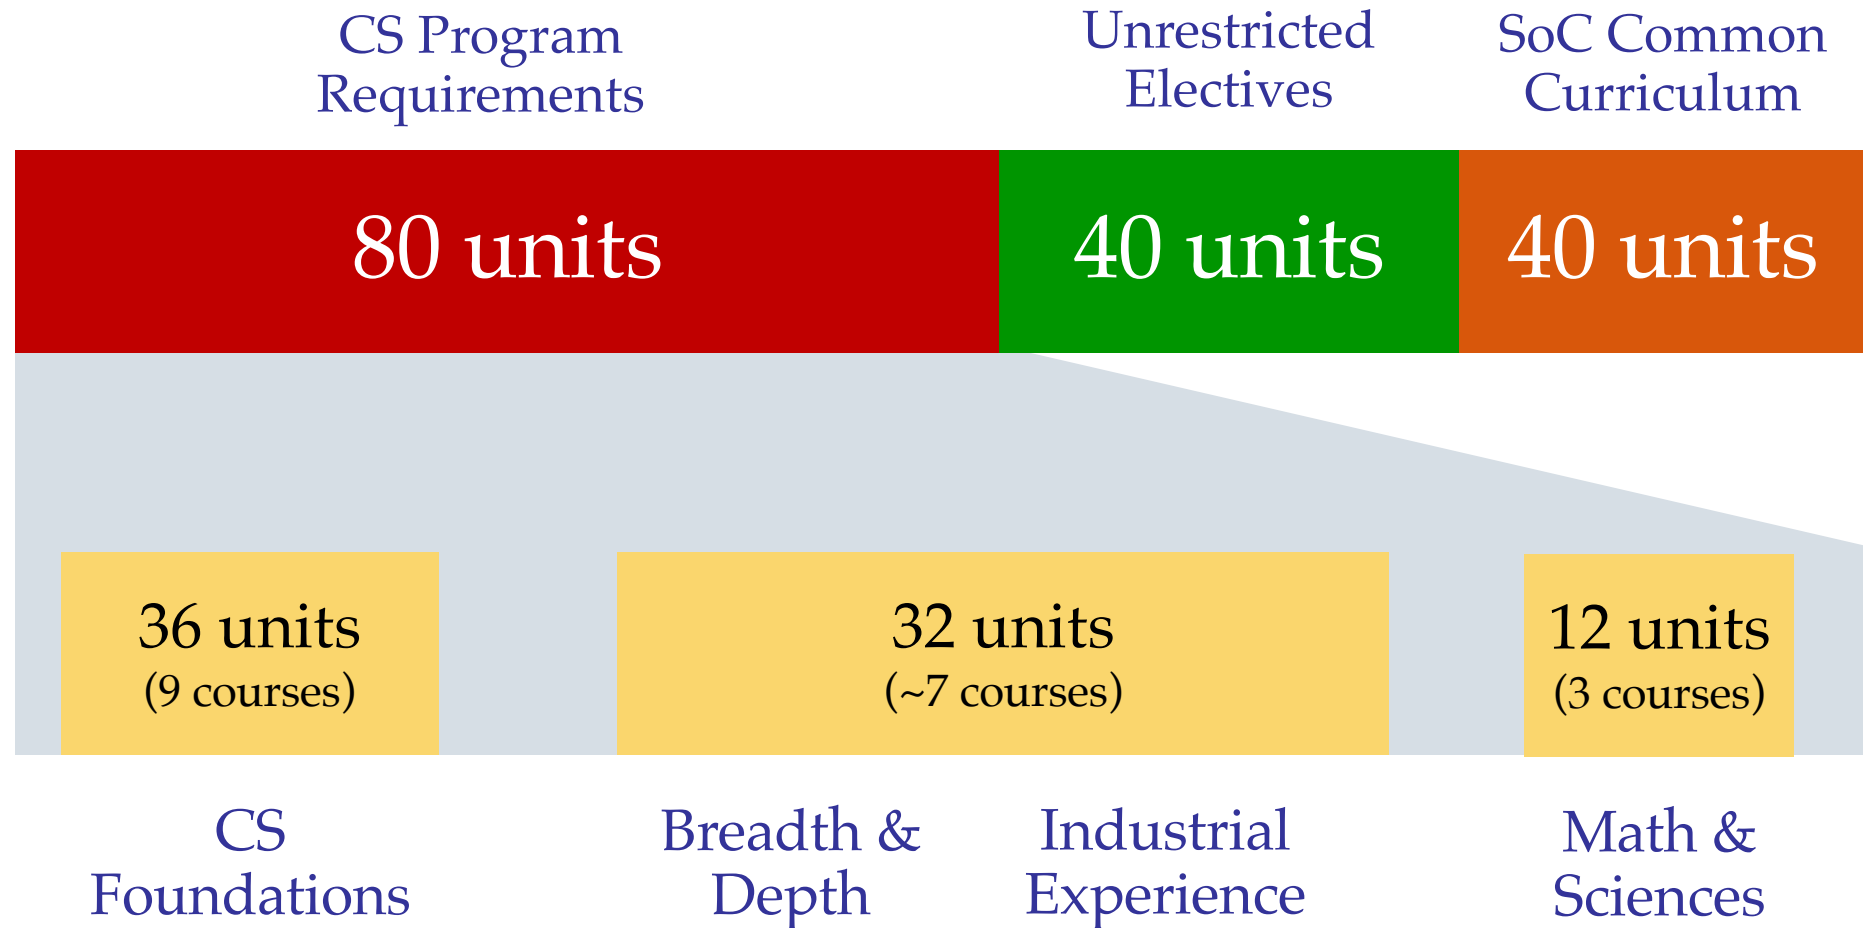 CS Program
Requirements
Unrestricted
Electives
SoC Common
Curriculum
80 units
40 units
40 units
36 units
(9 courses)
32 units
(~7 courses)
12 units
(3 courses)
CS
Foundations
Breadth &
Depth
Industrial
Experience
Math &
Sciences